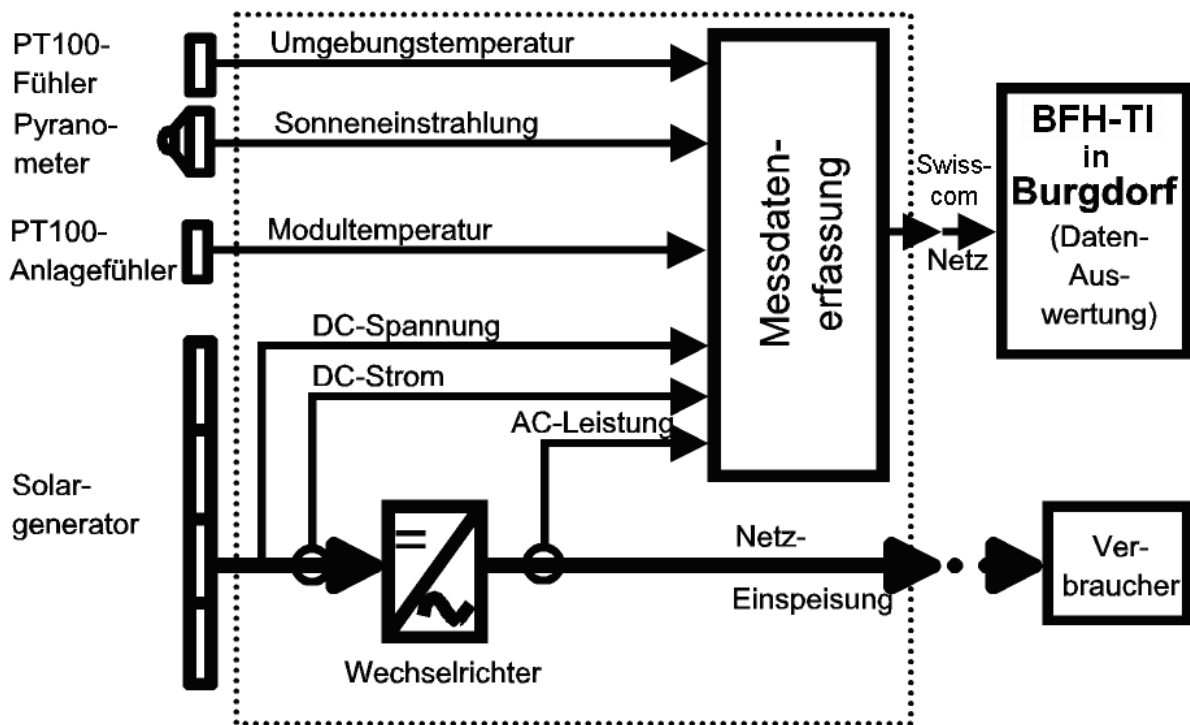 PT100-
Fühler
Umgebungstemperatur
Pyrano-
meter
Sonneneinstrahlung
PT100-
Anlagefühler
Modultemperatur
DC-Spannung
DC-Strom
AC-Leistung
Messdaten-
erfassung
Swiss-
com
Netz
BFH-TI
in
Burgdorf
(Daten-
Aus-
wertung)
Solar-
generator
Wechselrichter
Netz-
Einspeisung
Ver-
braucher